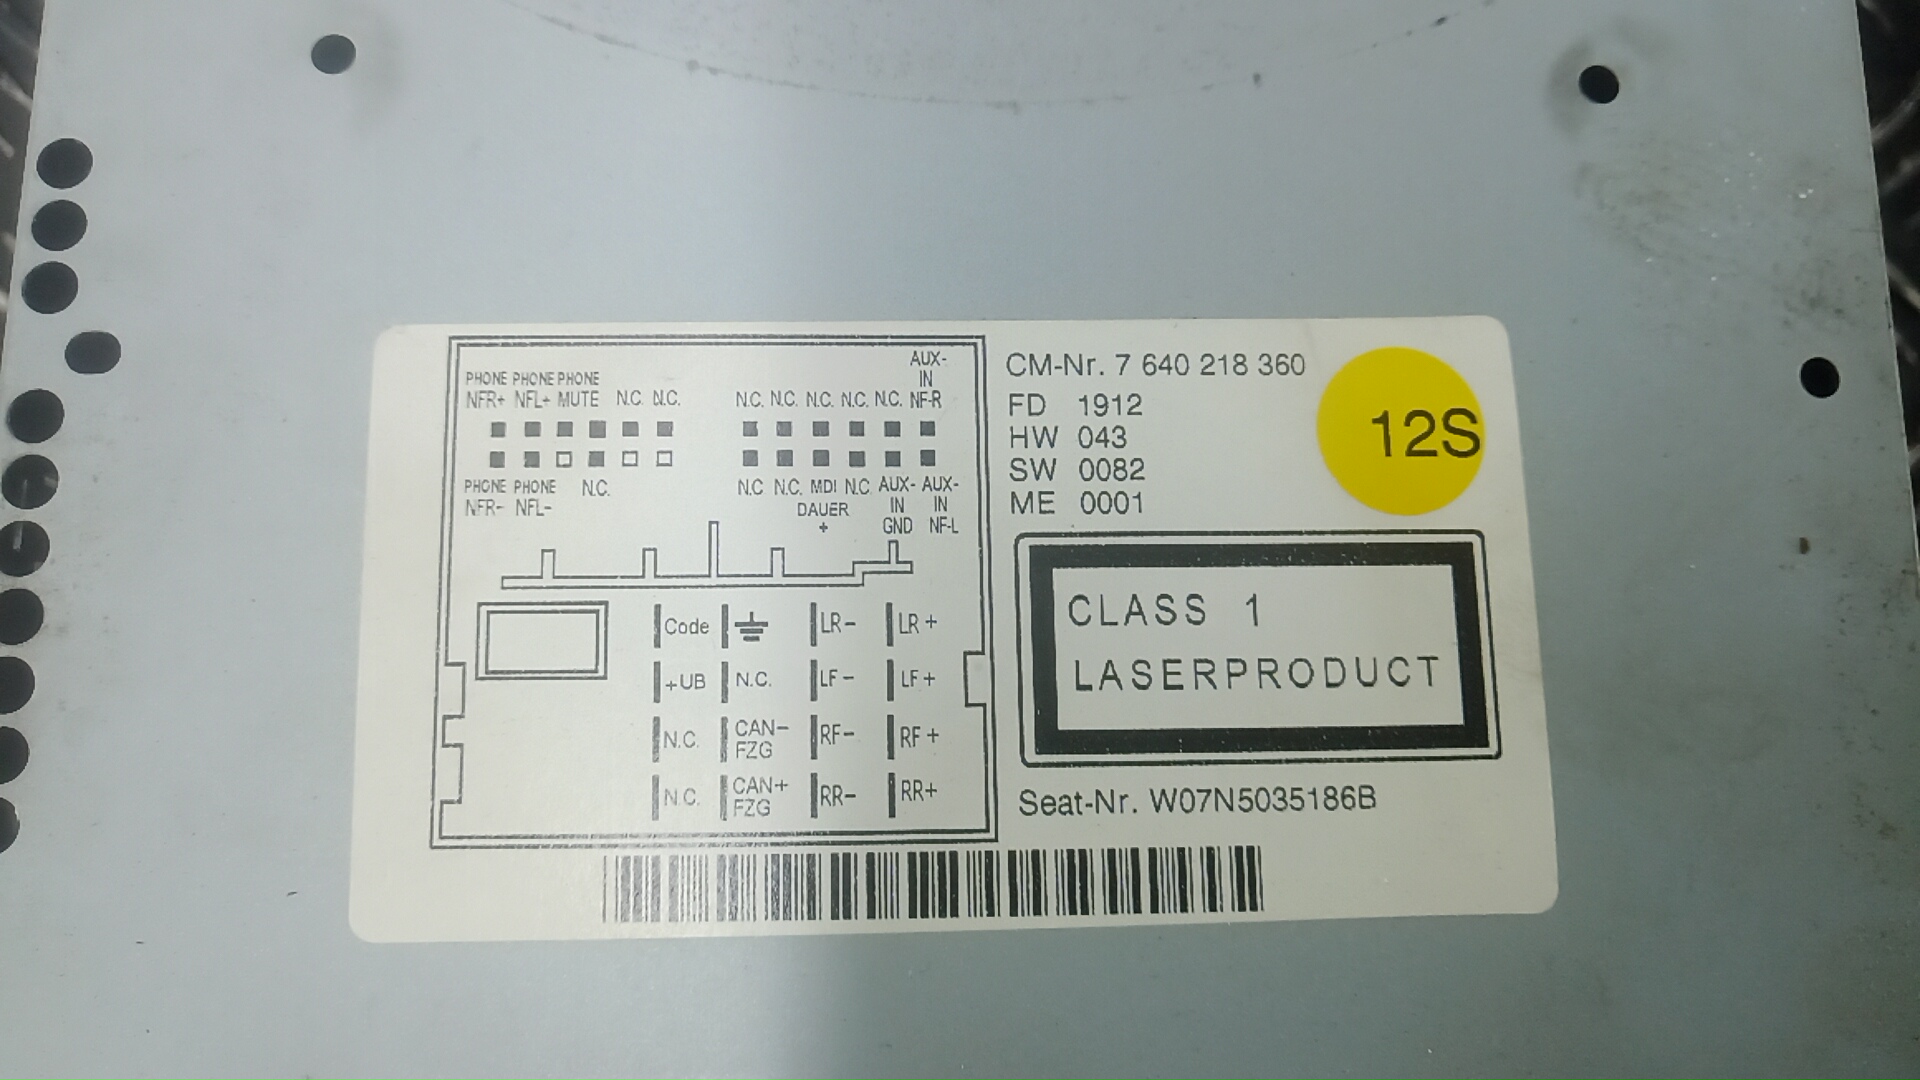 AUX-
PHONE PHONE PHONE IN
NFR+ NFL+ MUTE N.C. N.C. N.C. N.C. N.C. N.C. N.C. NF-R
PHONE PHONE N.C. N.C N.C. MDI N.C. AUX- AUX-
NFR- NFL- DAUER IN IN
+ GND NF-L
Code LR- LR+
+UB N.C. LF- LF+
N.C. CAN- RF- RF+
FZG
N.C. CAN+ RR- RR+
FZG
CM-Nr. 7 640 218 360
FD 1912
HW 043
SW 0082
ME 0001
12S
CLASS 1
LASERPRODUCT
Seat-Nr. W07N5035186B